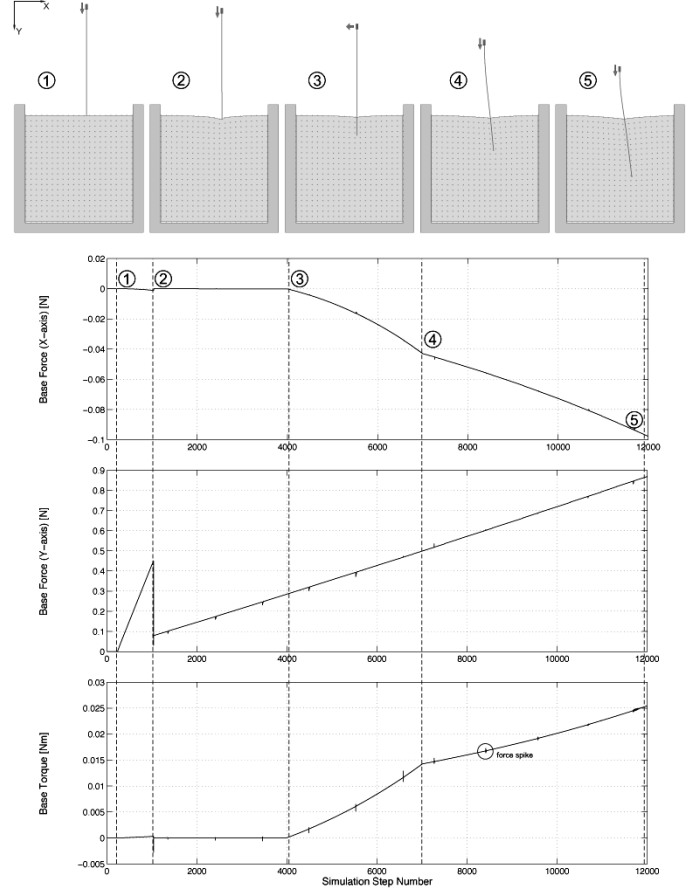 X
Y
① ② ③ ④ ⑤
0.02
0
−0.02
−0.04
−0.06
−0.08
−0.1
Base Force (X−axis) [N]
① ② ③ ④ ⑤
0 2000 4000 6000 8000 10000 12000
0.9
0.8
0.7
0.6
0.5
0.4
0.3
0.2
0.1
0
Base Force (Y−axis) [N]
0 2000 4000 6000 8000 10000 12000
0.03
0.025
0.02
0.015
0.01
0.005
0
−0.005
Base Torque [Nm]
force spike
0 2000 4000 6000 8000 10000 12000
Simulation Step Number